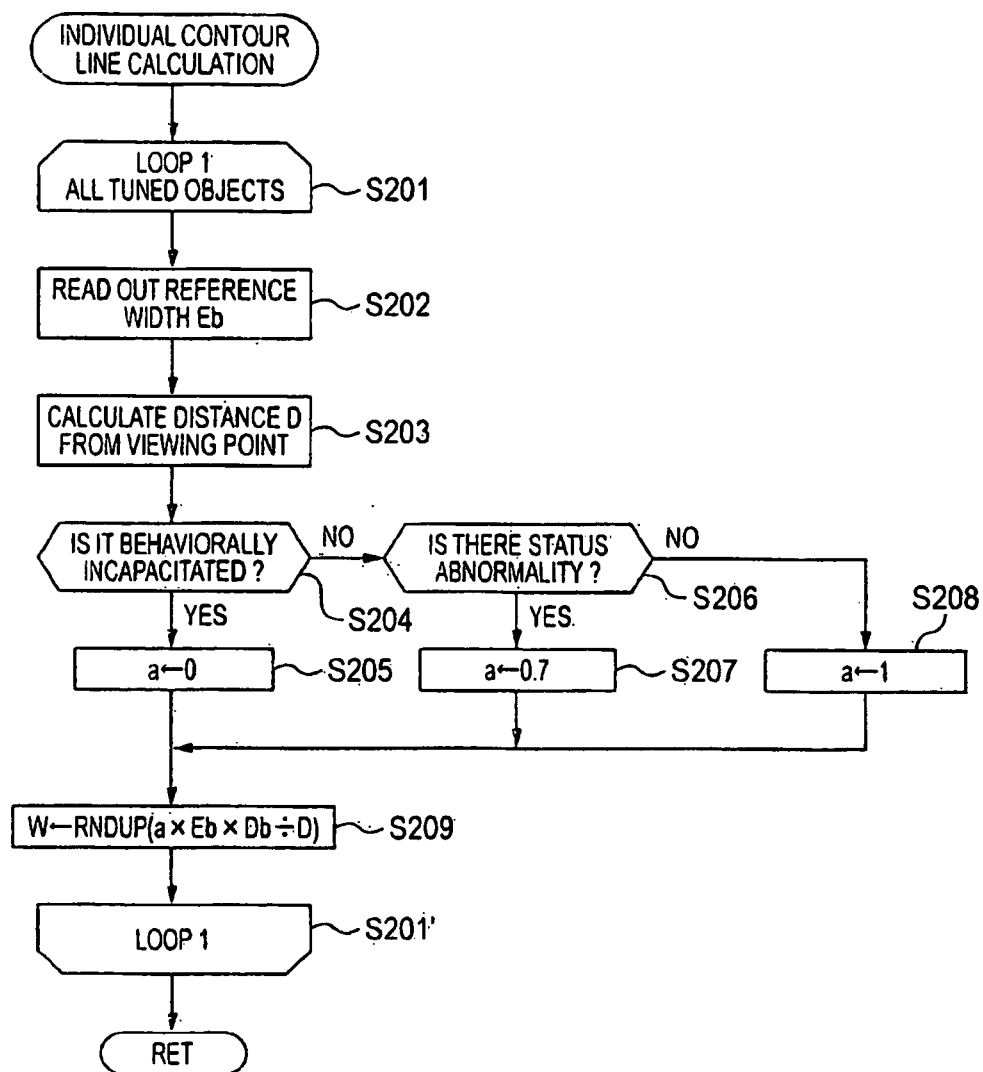 INDIVIDUAL CONTOUR
LINE CALCULATION
LOOP 1
ALL TUNED OBJECTS
S201
READ OUT REFERENCE
WIDTH Eb
S202
CALCULATE DISTANCE D
FROM VIEWING POINT
S203
IS IT BEHAVIORALLY
INCAPACITATED ?
NO
S204
YES
IS THERE STATUS
ABNORMALITY ?
NO
S206
YES
S208
a←0
S205
a←0.7
S207
a←1
W←RNDUP(a × Eb × Db ÷ D)
S209
LOOP 1
S201'
RET